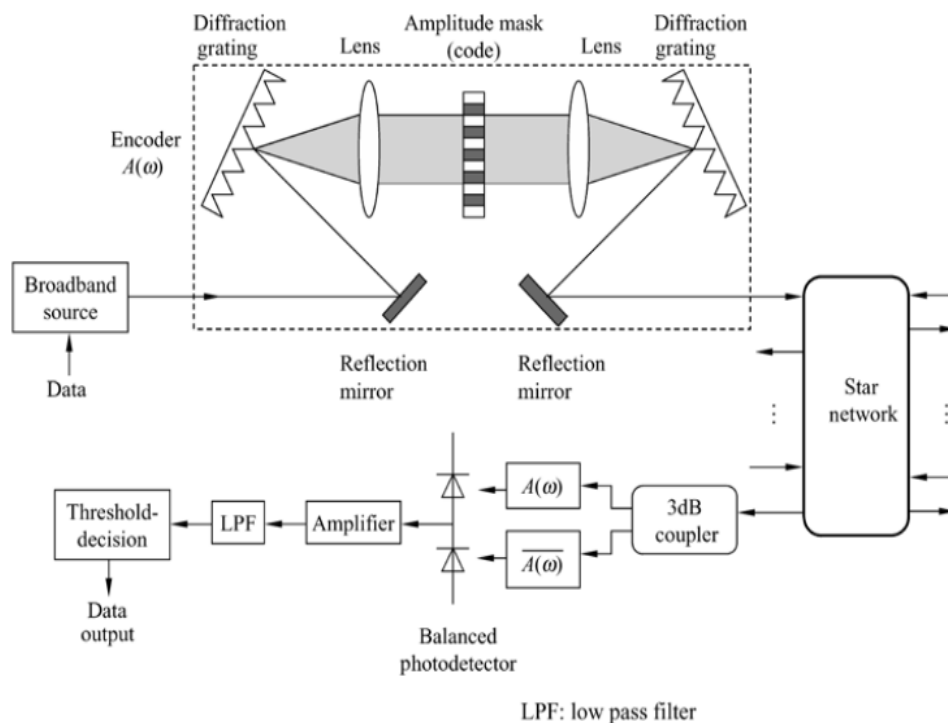 Diffraction
grating
Lens
Amplitude mask
(code)
Lens
Diffraction
grating
Encoder
A(ω)
Broadband
source
Data
Reflection
mirror
Reflection
mirror
Star
network
⋮
⋮
Threshold-
decision
LPF
Amplifier
A(ω)
A(ω)
3dB
coupler
Data
output
Balanced
photodetector
LPF: low pass filter